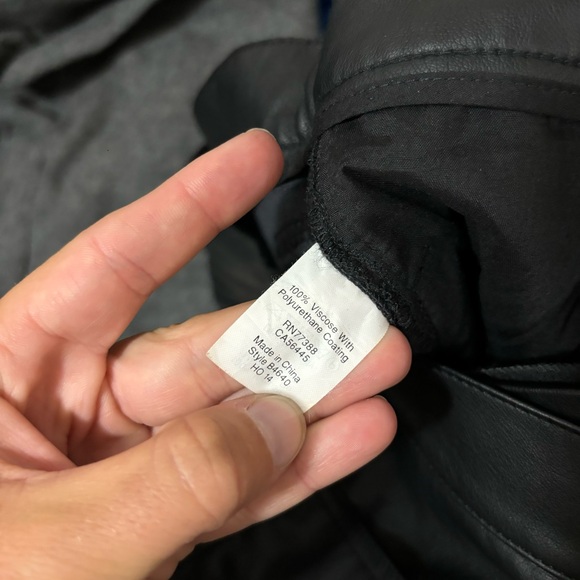 100% Viscose With
Polyurethane Coating
RN77388
CA56445
Made in China
Style B4640
HO 14